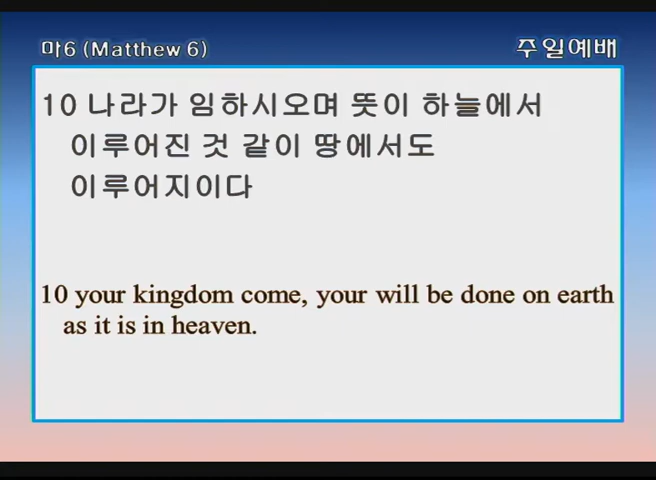 마6 (Matthew 6)
주일예배
10 나라가 임하시오며 뜻이 하늘에서
이루어진 것 같이 땅에서도
이루어지이다
10 your kingdom come, your will be done on earth
as it is in heaven.